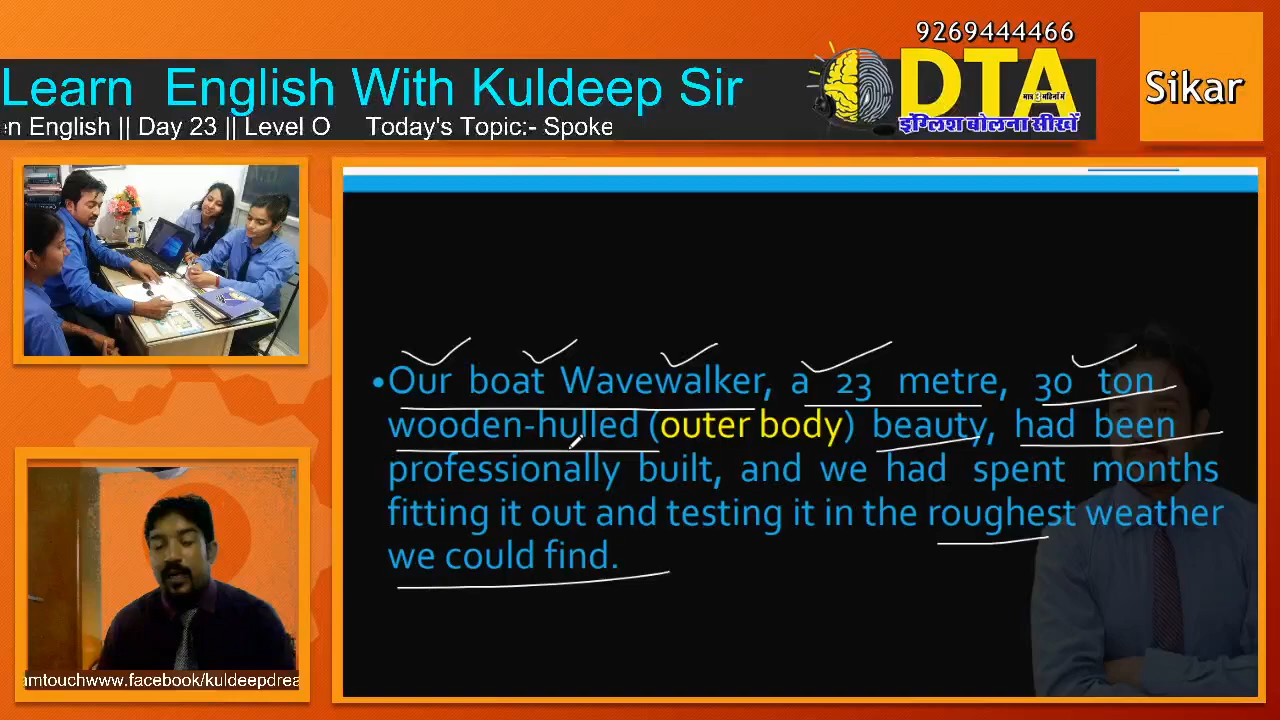 9269444466
Learn English With Kuldeep Sir
DTA
Sikar
en English || Day 23 || Level O Today's Topic:- Spoke
इंग्लिश बोलना सीखें
•Our boat Wavewalker, a 23 metre, 30 ton
wooden-hulled (outer body) beauty, had been
professionally built, and we had spent months
fitting it out and testing it in the roughest weather
we could find.
amtouchwww.facebook/kuldeepdrea